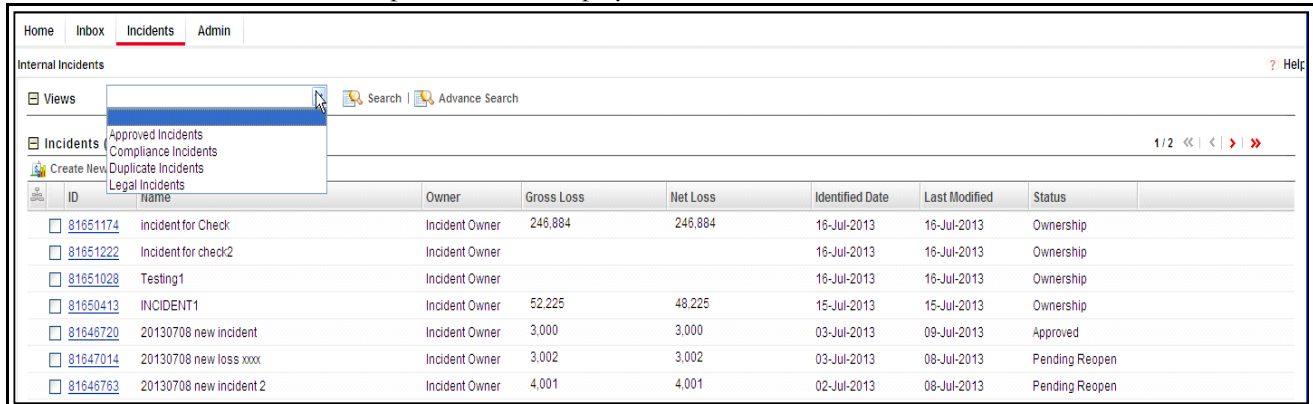 Home Inbox Incidents Admin
Internal Incidents ? Help
Views Search | Advance Search
Approved Incidents
Incidents ( 1 / 2
Compliance Incidents
Create New Duplicate Incidents
Legal Incidents
ID Name Owner Gross Loss Net Loss Identified Date Last Modified Status
81651174 incident for Check Incident Owner 246,884 246,884 16-Jul-2013 16-Jul-2013 Ownership
81651222 Incident for check2 Incident Owner 16-Jul-2013 16-Jul-2013 Ownership
81651028 Testing1 Incident Owner 16-Jul-2013 16-Jul-2013 Ownership
81650413 INCIDENT1 Incident Owner 52,225 48,225 15-Jul-2013 15-Jul-2013 Ownership
81646720 20130708 new incident Incident Owner 3,000 3,000 03-Jul-2013 09-Jul-2013 Approved
81647014 20130708 new loss xxxx Incident Owner 3,002 3,002 03-Jul-2013 08-Jul-2013 Pending Reopen
81646763 20130708 new incident 2 Incident Owner 4,001 4,001 02-Jul-2013 08-Jul-2013 Pending Reopen